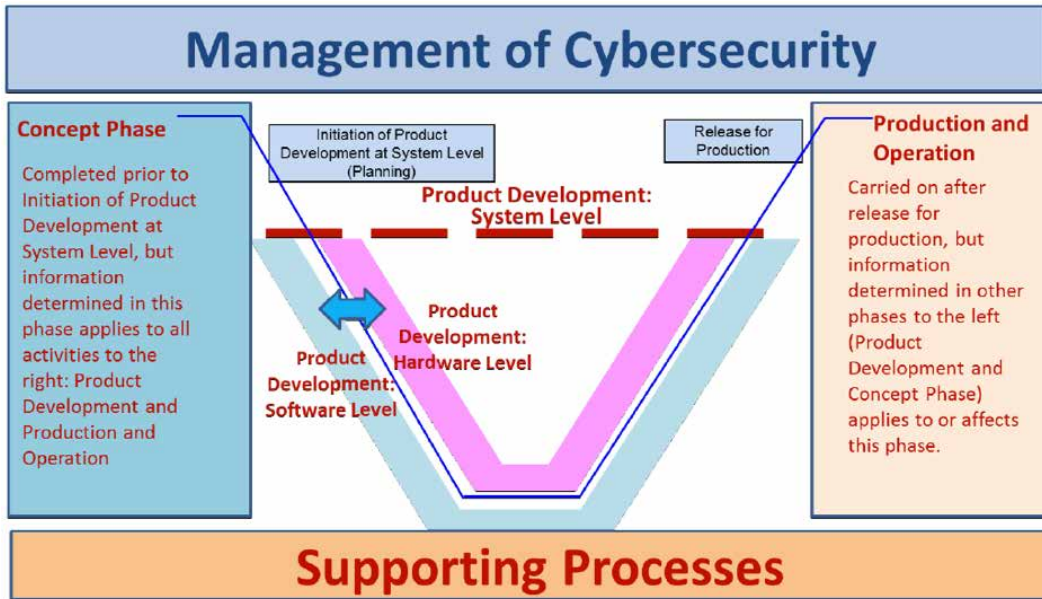 Management of Cybersecurity
Concept Phase
Completed prior to
Initiation of Product
Development at
System Level, but
information
determined in this
phase applies to all
activities to the
right: Product
Development and
Production and
Operation
Initiation of Product
Development at System Level
(Planning)
Release for
Production
Product Development:
System Level
Product
Development:
Hardware Level
Product
Development:
Software Level
Production and
Operation
Carried on after
release for
production, but
information
determined in other
phases to the left
(Product
Development and
Concept Phase)
applies to or affects
this phase.
Supporting Processes